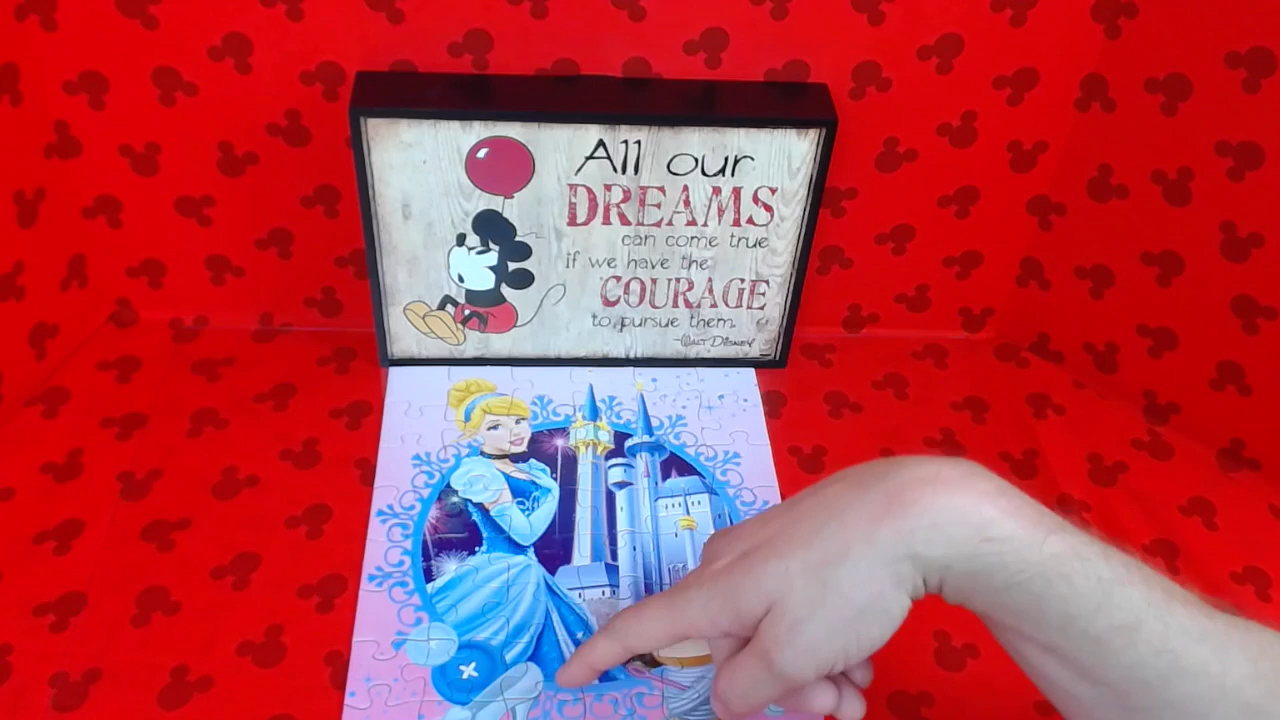 All our
DREAMS
can come true
if we have the
COURAGE
to pursue them.
-WALT DISNEY